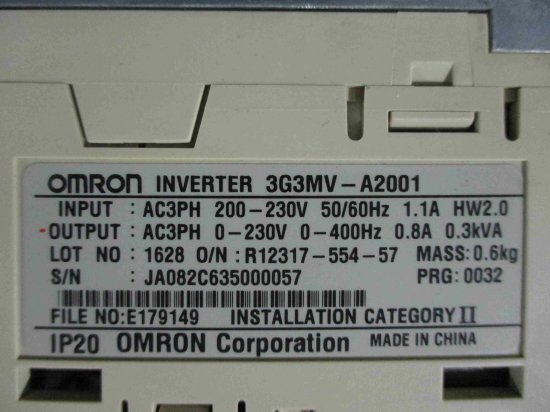 OMRON INVERTER 3G3MV-A2001
INPUT : AC3PH 200-230V 50/60Hz 1.1A HW2.0
OUTPUT : AC3PH 0-230V 0-400Hz 0.8A 0.3kVA
LOT NO : 1628 O/N : R12317-554-57 MASS: 0.6kg
S/N : JA082C635000057 PRG: 0032
FILE NO:E179149 INSTALLATION CATEGORY II
IP20 OMRON Corporation MADE IN CHINA